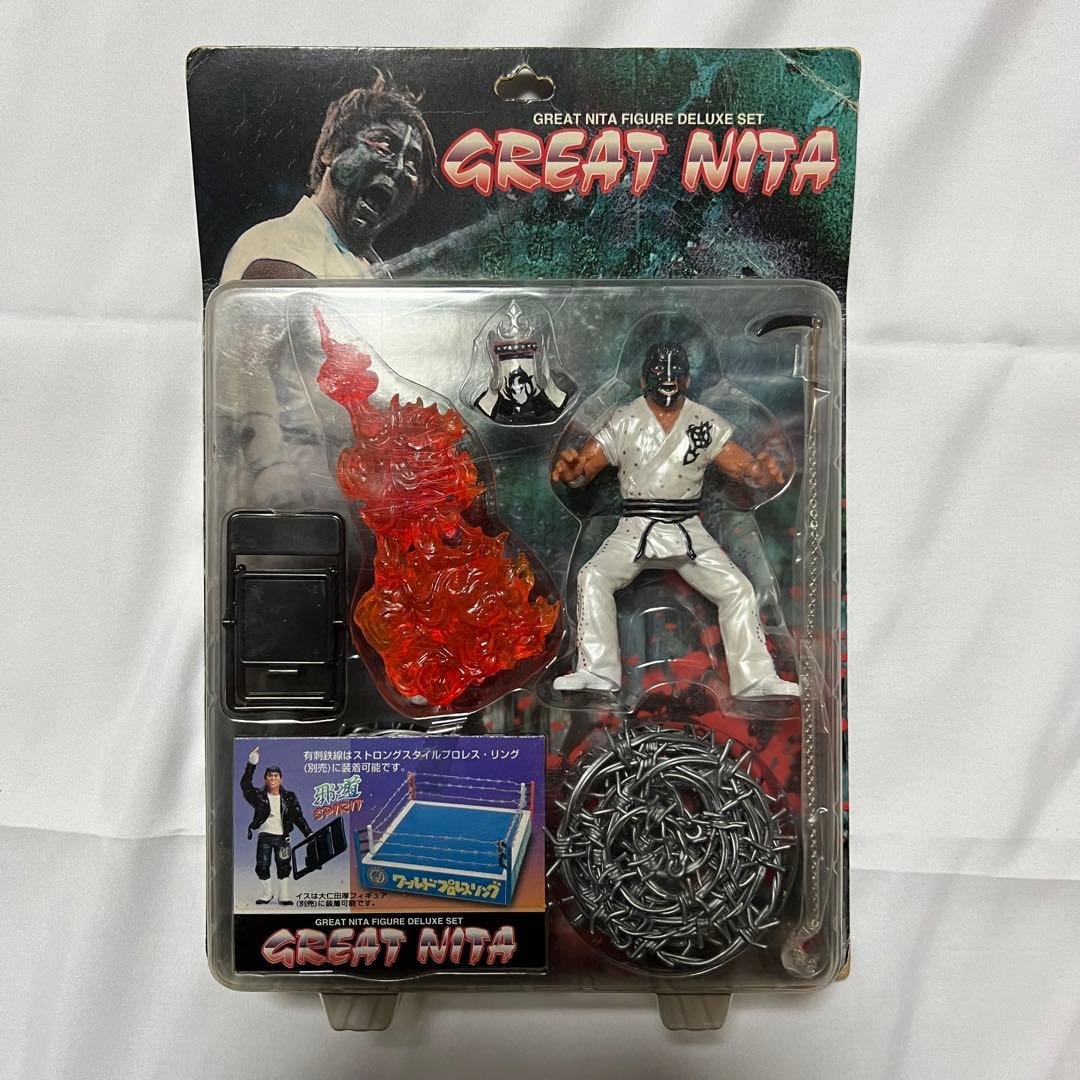 GREAT NITA FIGURE DELUXE SET
GREAT NITA
有刺鉄線はストロングスタイルプロレス・リング
(別売)に装着可能です。
邪道
SPIRIT
ワールドプロレスリング
イスは大仁田厚フィギュア
(別売)に装着可能です。
GREAT NITA FIGURE DELUXE SET
GREAT NITA